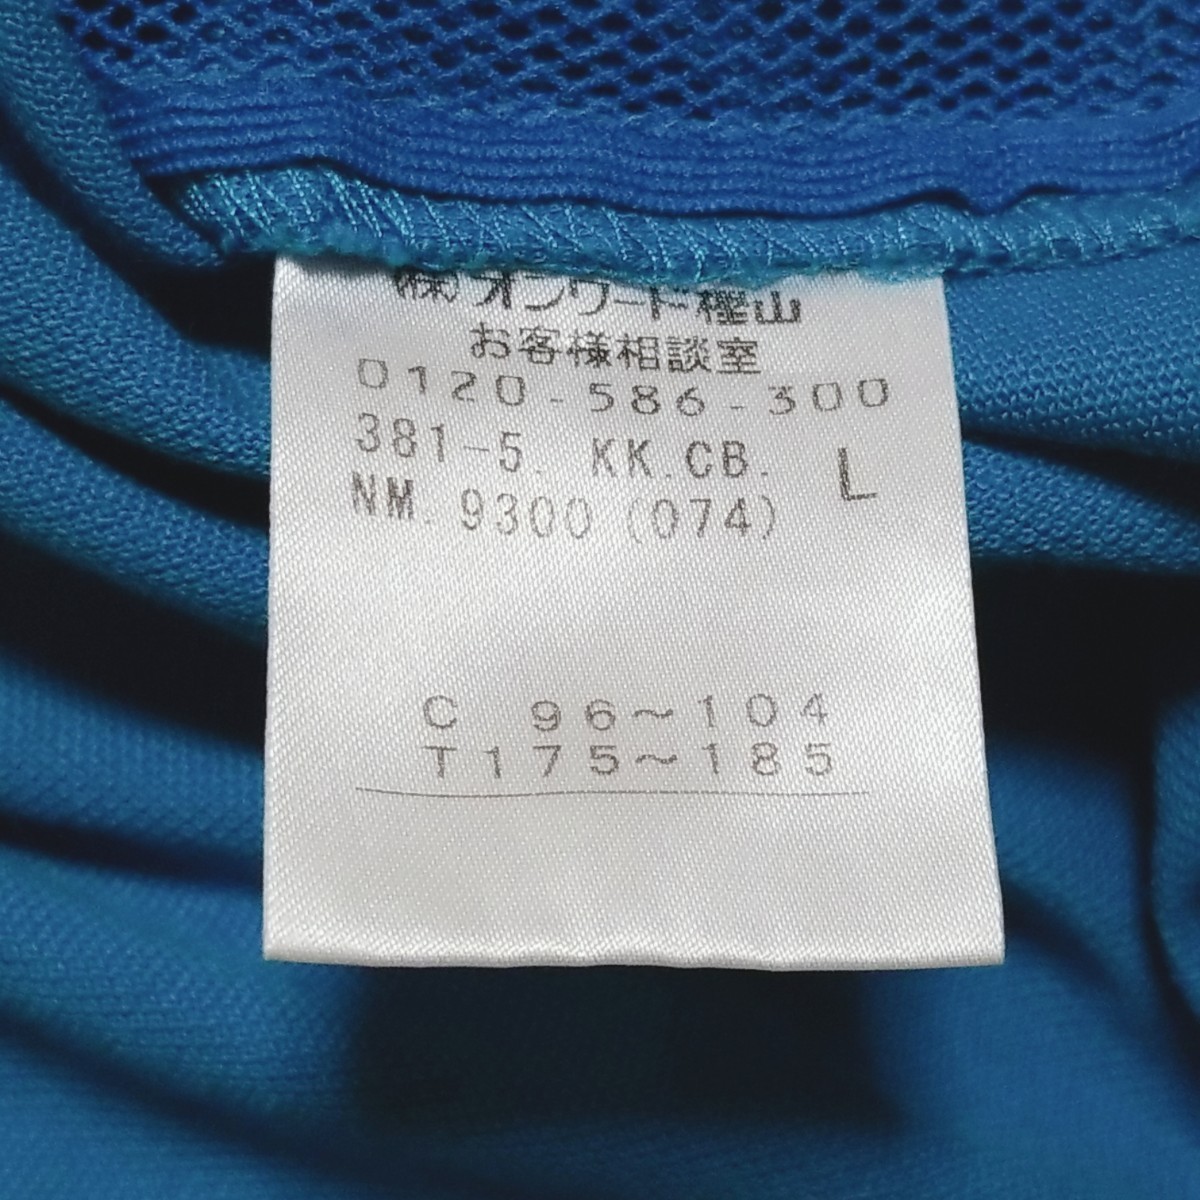 (株)オンワード樫山
お客様相談室
0120-586-300
381-5. KK.CB. L
NM. 9300 (074)
C 96~104
T175~185